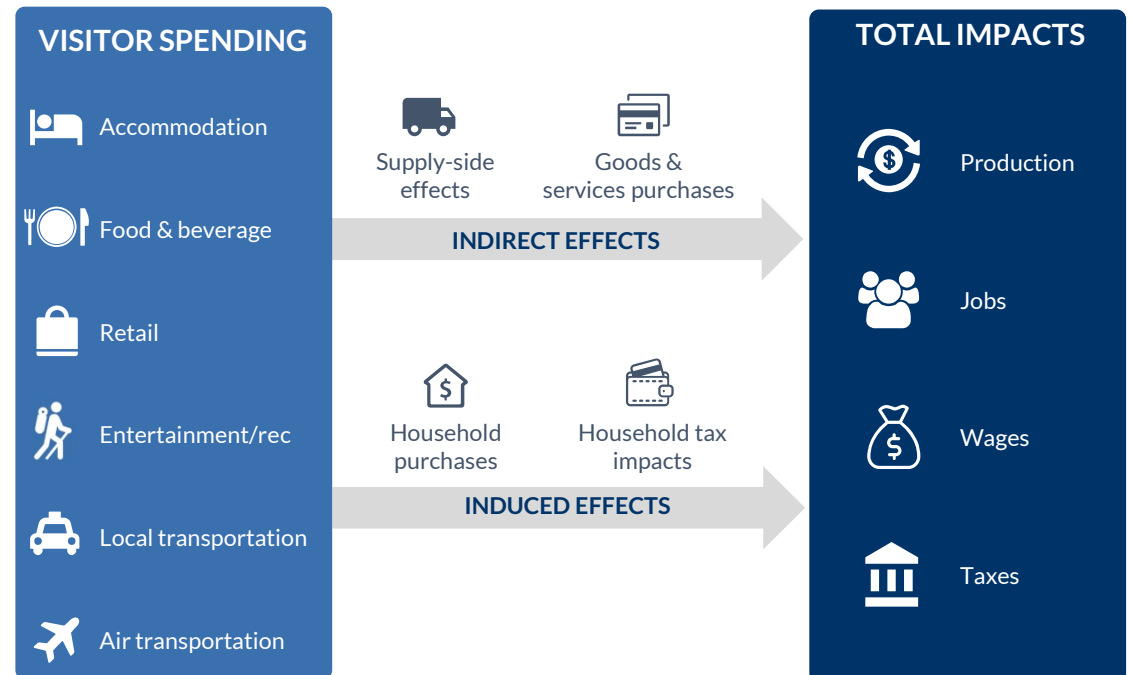 VISITOR SPENDING
Accommodation
Food & beverage
Retail
Entertainment/rec
Local transportation
Air transportation
Supply-side
effects
Goods &
services purchases
INDIRECT EFFECTS
Household
purchases
Household tax
impacts
INDUCED EFFECTS
TOTAL IMPACTS
$
Production
Jobs
$
Wages
Taxes
$